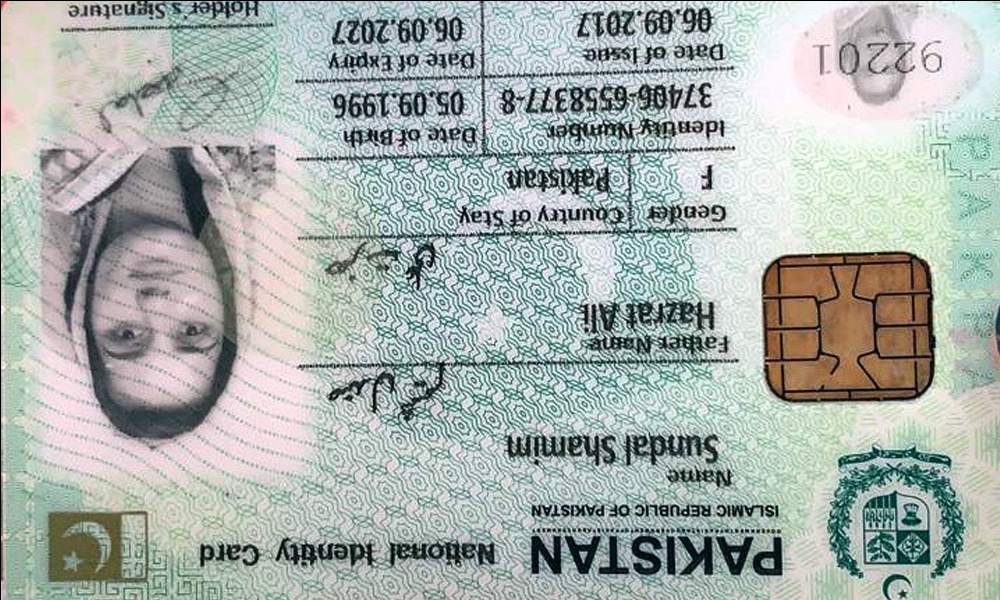 PAKISTAN National Identity Card
ISLAMIC REPUBLIC OF PAKISTAN
Name
Sundal Shamim
Father Name
Hazrat Ali
حضرت علی
Gender Country of Stay
F Pakistan
Identity Number Date of Birth
37406-6558377-8 05.09.1996
Date of Issue Date of Expiry
06.09.2017 06.09.2027
92201
Holder's Signature